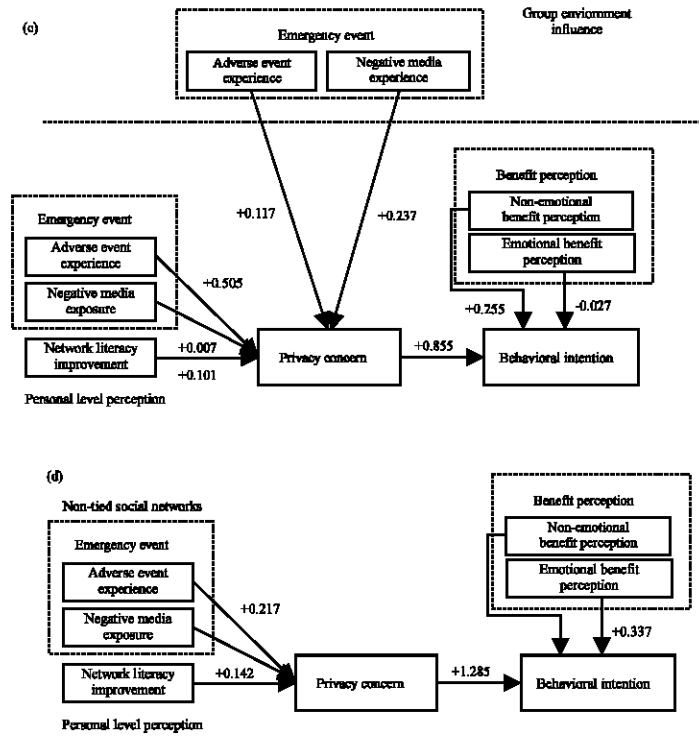 (c)
Group enviornment
influence
Emergency event
Adverse event
experience
Negative media
experience
Benefit perception
Non-emotional
benefit perception
Emotional benefit
perception
+0.117
+0.237
Emergency event
Adverse event
experience
Negative media
exposure
+0.505
+0.255
-0.027
Network literacy
improvement
+0.007
+0.101
Privacy concern
+0.855
Behavioral intention
Personal level perception
(d)
Non-tied social networks
Emergency event
Adverse event
experience
Negative media
exposure
+0.217
Benefit perception
Non-emotional
benefit perception
Emotional benefit
perception
+0.337
Network literacy
improvement
+0.142
Privacy concern
+1.285
Behavioral intention
Personal level perception